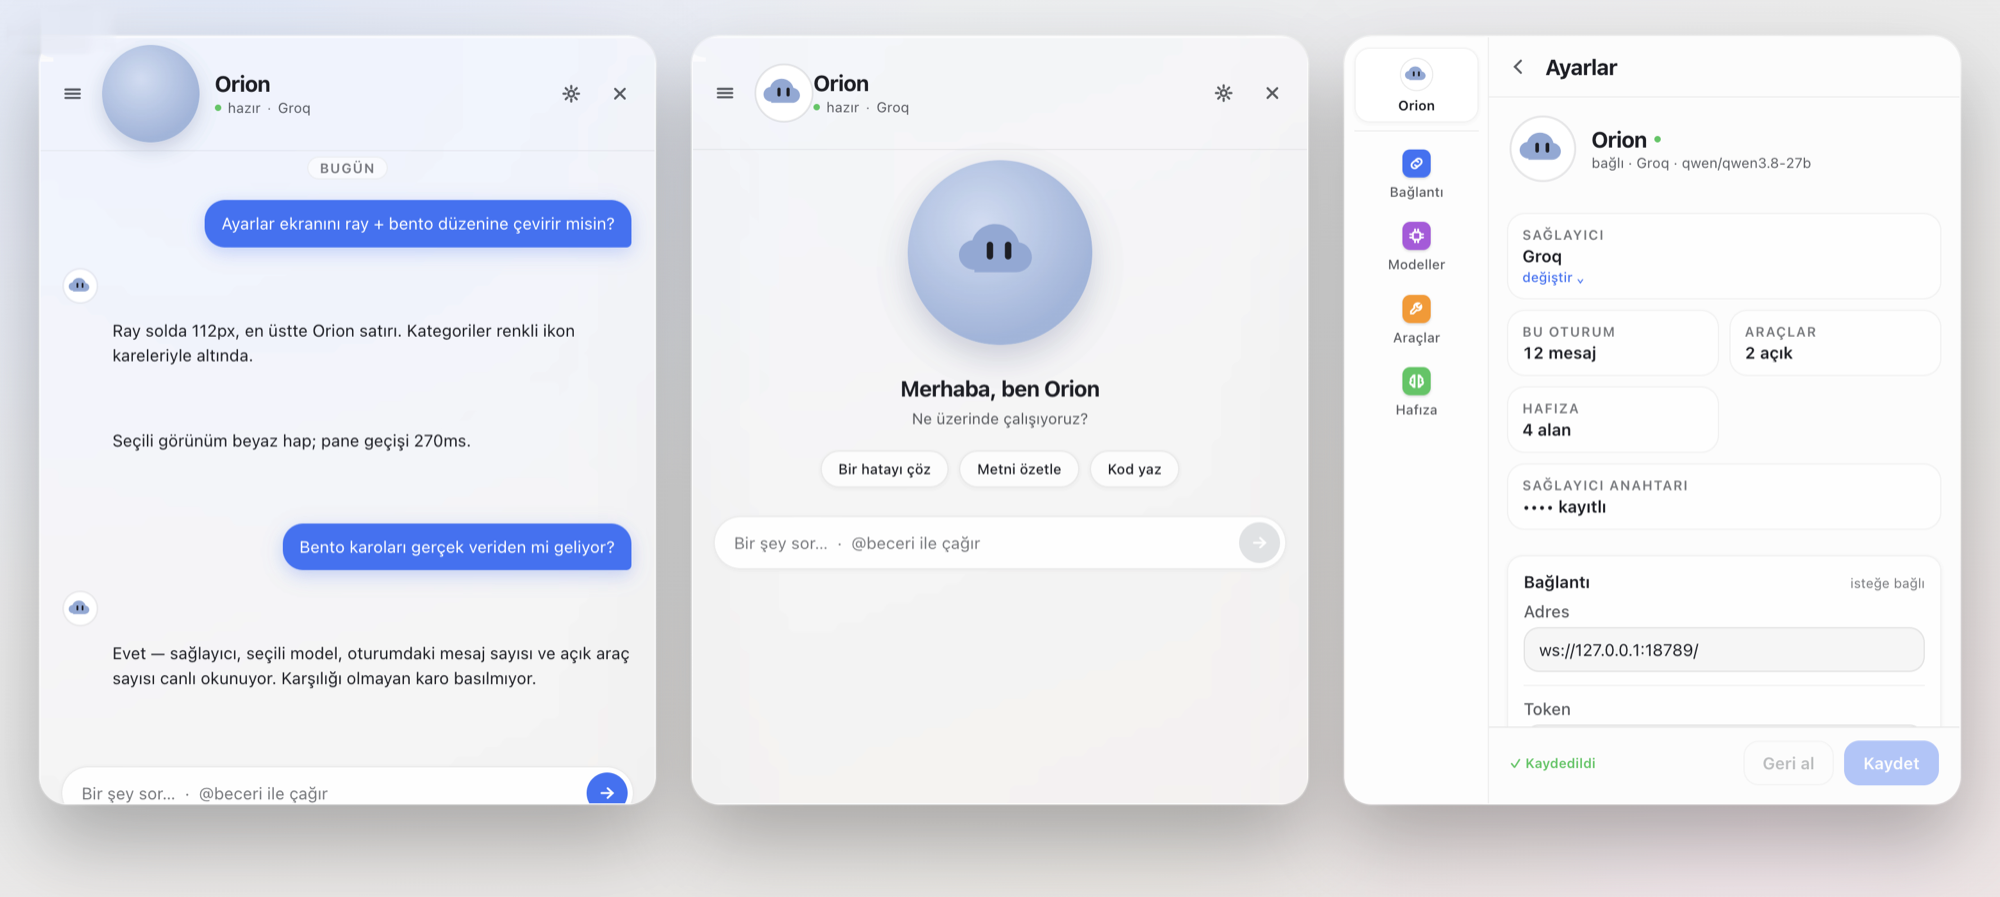 Orion
hazır · Groq
BUGÜN
Ayarlar ekranını ray + bento düzenine çevirir misin?
Ray solda 112px, en üstte Orion satırı. Kategoriler renkli ikon
kareleriyle altında.
Seçili görünüm beyaz hap; pane geçişi 270ms.
Bento karoları gerçek veriden mi geliyor?
Evet — sağlayıcı, seçili model, oturumdaki mesaj sayısı ve açık araç
sayısı canlı okunuyor. Karşılığı olmayan karo basılmıyor.
Bir şey sor... · @beceri ile çağır
Orion
hazır · Groq
Merhaba, ben Orion
Ne üzerinde çalışıyoruz?
Bir hatayı çöz
Metni özetle
Kod yaz
Bir şey sor... · @beceri ile çağır
Orion
Bağlantı
Modeller
Araçlar
Hafıza
Ayarlar
Orion
bağlı · Groq · qwen/qwen3.8-27b
SAĞLAYICI
Groq
değiştir
BU OTURUM
12 mesaj
ARAÇLAR
2 açık
HAFIZA
4 alan
SAĞLAYICI ANAHTARI
•••• kayıtlı
Bağlantı
isteğe bağlı
Adres
ws://127.0.0.1:18789/
Token
✓ Kaydedildi
Geri al
Kaydet